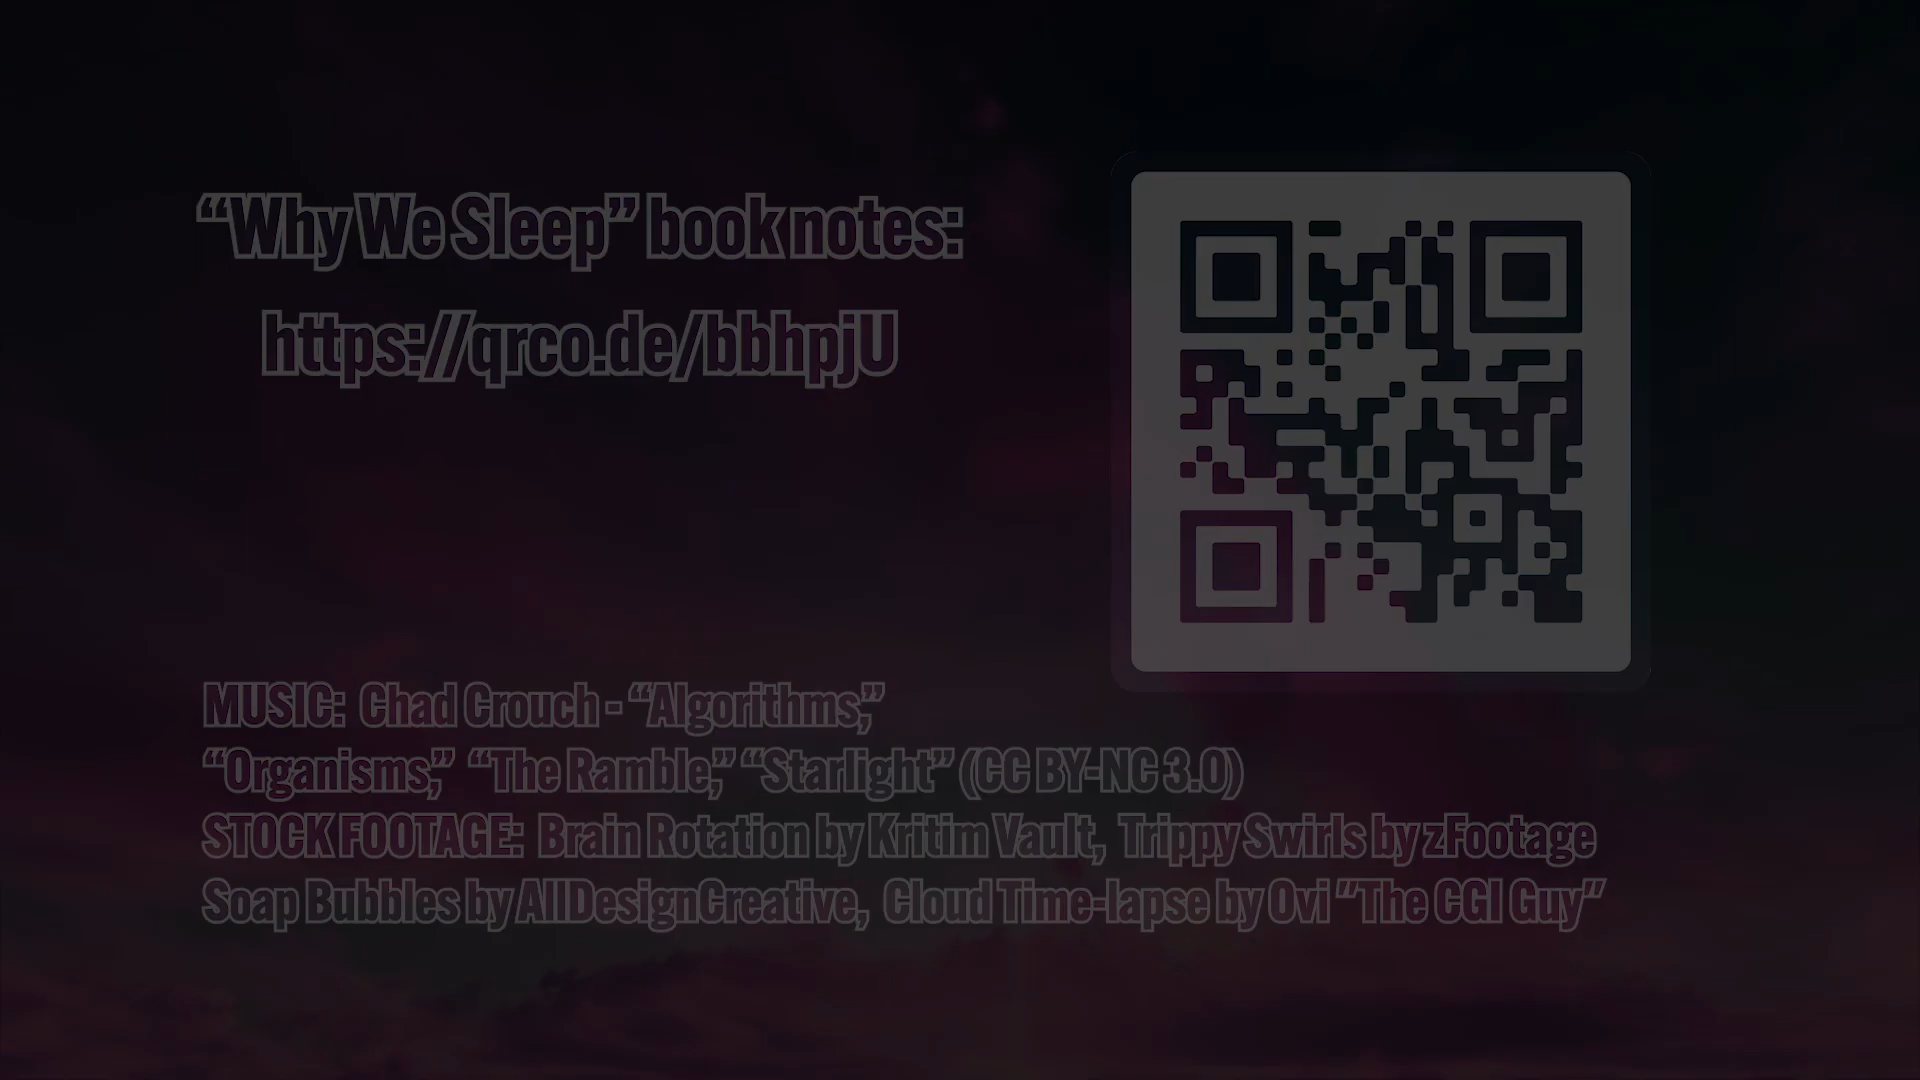 “Why We Sleep” book notes:
https://qrco.de/bbhpjU
MUSIC: Chad Crouch - “Algorithms,”
“Organisms,” “The Ramble,” “Starlight” (CC BY-NC 3.0)
STOCK FOOTAGE: Brain Rotation by Kritim Vault, Trippy Swirls by zFootage
Soap Bubbles by AllDesignCreative, Cloud Time-lapse by Ovi "The CGI Guy"